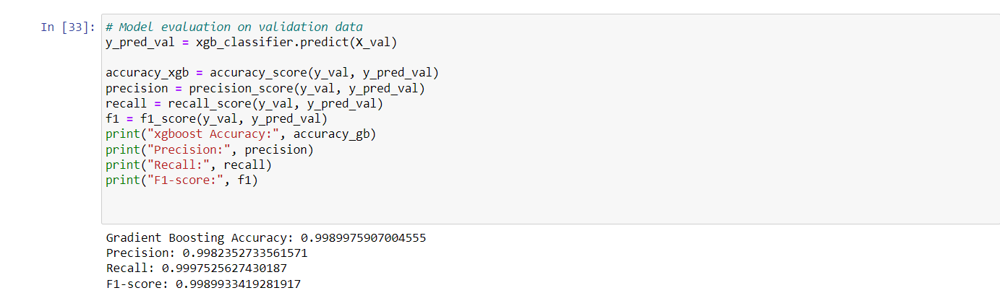 In [33]: # Model evaluation on validation data
y_pred_val = xgb_classifier.predict(X_val)
accuracy_xgb = accuracy_score(y_val, y_pred_val)
precision = precision_score(y_val, y_pred_val)
recall = recall_score(y_val, y_pred_val)
f1 = f1_score(y_val, y_pred_val)
print("xgboost Accuracy:", accuracy_gb)
print("Precision:", precision)
print("Recall:", recall)
print("F1-score:", f1)
Gradient Boosting Accuracy: 0.9989975907004555
Precision: 0.9982352733561571
Recall: 0.9997525627430187
F1-score: 0.9989933419281917